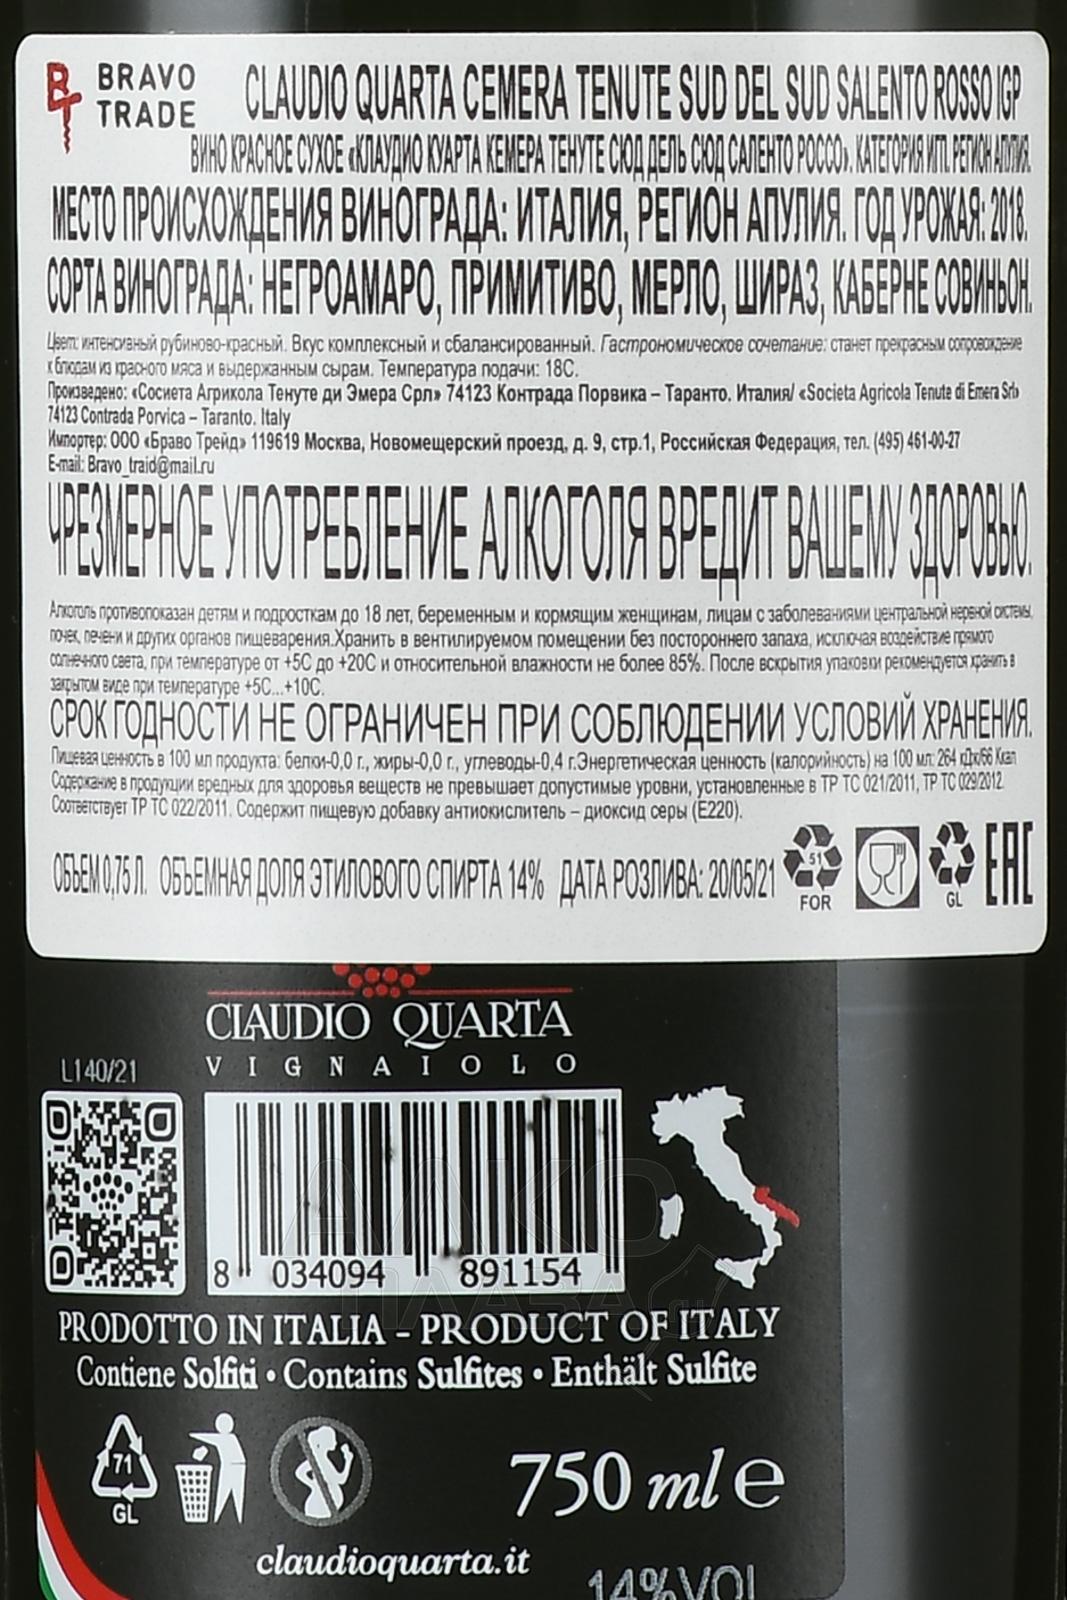 BRAVO
TRADE
CLAUDIO QUARTA CEMERA TENUTE SUD DEL SUD SALENTO ROSSO IGP
ВИНО КРАСНОЕ СУХОЕ «КЛАУДИО КУАРТА КЕМЕРА ТЕНУТЕ СЮД ДЕЛЬ СЮД САЛЕНТО РОССО». КАТЕГОРИЯ ИГП. РЕГИОН АПУЛИЯ.
МЕСТО ПРОИСХОЖДЕНИЯ ВИНОГРАДА: ИТАЛИЯ, РЕГИОН АПУЛИЯ. ГОД УРОЖАЯ: 2018.
СОРТА ВИНОГРАДА: НЕГРОАМАРО, ПРИМИТИВО, МЕРЛО, ШИРАЗ, КАБЕРНЕ СОВИНЬОН.
Цвет: интенсивный рубиново-красный. Вкус комплексный и сбалансированный. Гастрономическое сочетание: станет прекрасным сопровождение
к блюдам из красного мяса и выдержанным сырам. Температура подачи: 18С.
Произведено: «Сосиета Агрикола Тенуте ди Эмера Срл» 74123 Контрада Порвика – Таранто. Италия/ «Societa Agricola Tenute di Emera Srl»
74123 Contrada Porvica – Taranto. Italy
Импортер: ООО «Браво Трейд» 119619 Москва, Новомещерский проезд, д. 9, стр.1, Российская Федерация, тел. (495) 461-00-27
E-mail: Bravo_traid@mail.ru
ЧРЕЗМЕРНОЕ УПОТРЕБЛЕНИЕ АЛКОГОЛЯ ВРЕДИТ ВАШЕМУ ЗДОРОВЬЮ.
Алкоголь противопоказан детям и подросткам до 18 лет, беременным и кормящим женщинам, лицам с заболеваниями центральной нервной системы,
почек, печени и других органов пищеварения.Хранить в вентилируемом помещении без постороннего запаха, исключая воздействие прямого
солнечного света, при температуре от +5С до +20С и относительной влажности не более 85%. После вскрытия упаковки рекомендуется хранить в
закрытом виде при температуре +5С...+10С.
СРОК ГОДНОСТИ НЕ ОГРАНИЧЕН ПРИ СОБЛЮДЕНИИ УСЛОВИЙ ХРАНЕНИЯ.
Пищевая ценность в 100 мл продукта: белки-0,0 г., жиры-0,0 г., углеводы-0,4 г.Энергетическая ценность (калорийность) на 100 мл: 264 кДж/66 Ккал
Содержание в продукции вредных для здоровья веществ не превышает допустимые уровни, установленные в ТР ТС 021/2011, ТР ТС 029/2012.
Соответствует ТР ТС 022/2011. Содержит пищевую добавку антиокислитель – диоксид серы (Е220).
ОБЪЕМ 0,75 Л. ОБЪЕМНАЯ ДОЛЯ ЭТИЛОВОГО СПИРТА 14% ДАТА РОЗЛИВА: 20/05/21
51
FOR
GL
EAC
CLAUDIO QUARTA
VIGNAIOLO
L140/21
8 034094 891154
PRODOTTO IN ITALIA – PRODUCT OF ITALY
Contiene Solfiti • Contains Sulfites • Enthält Sulfite
71
GL
750 ml e
claudioquarta.it
14%VOL